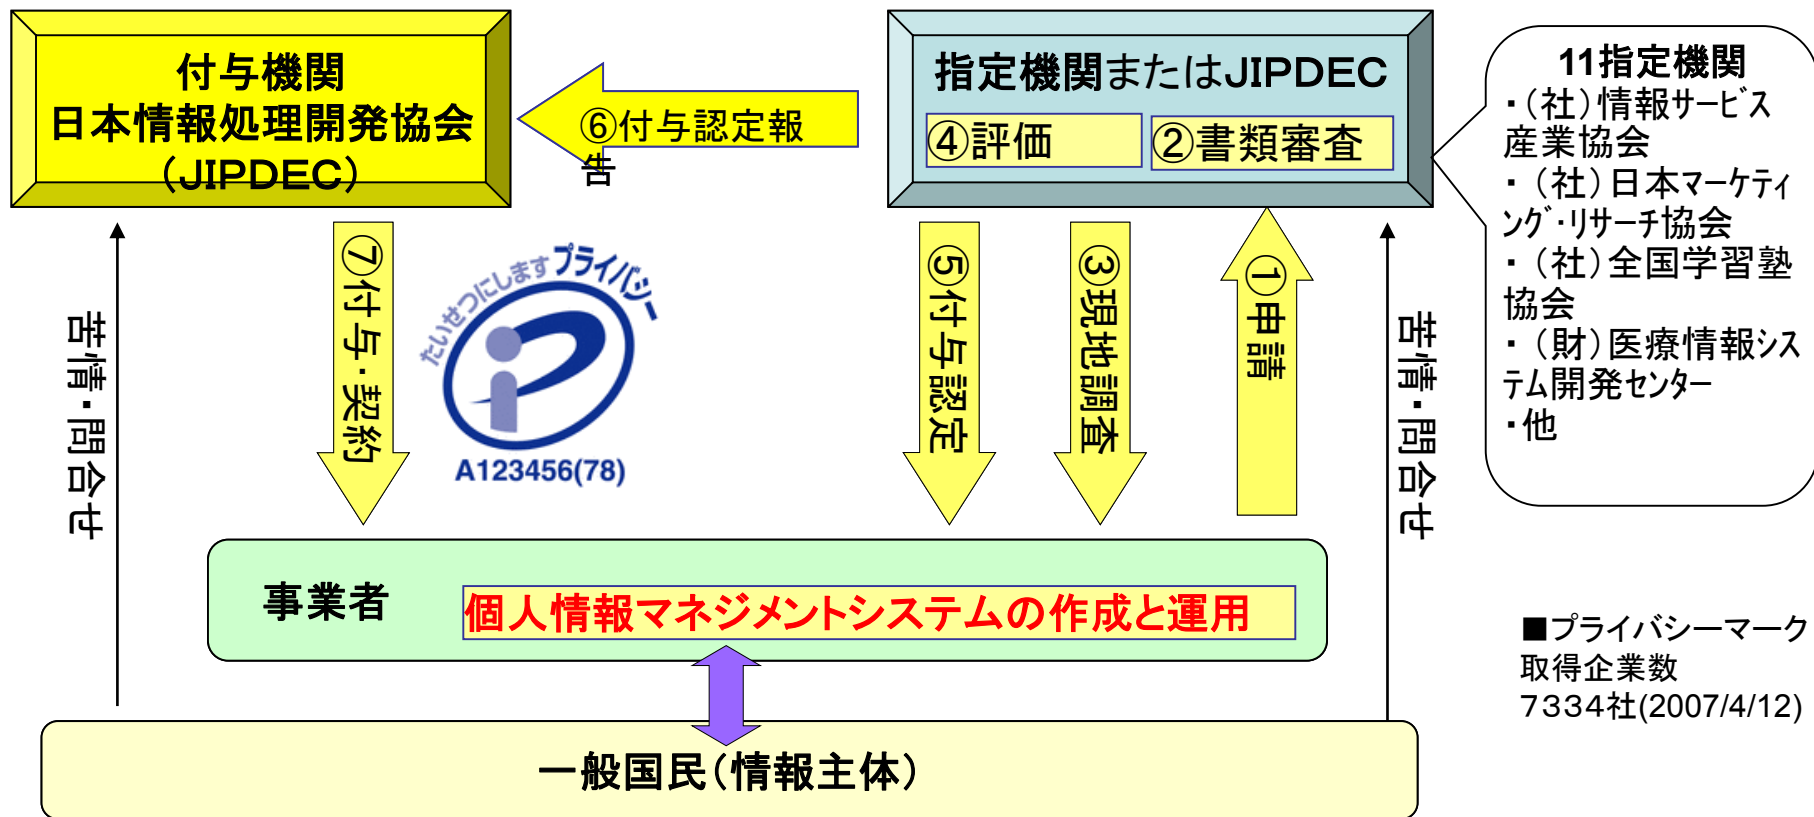 付与機関
日本情報処理開発協会
(JIPDEC)
⑥付与認定報
告
指定機関またはJIPDEC
④評価
②書類審査
11指定機関
・(社)情報サービス
産業協会
・(社)日本マーケティ
ング・リサーチ協会
・(社)全国学習塾
協会
・(財)医療情報シス
テム開発センター
・他
苦情・問合せ
⑦付与・契約
たいせつにしますプライバシー
A123456(78)
⑤付与認定
③現地調査
①申請
苦情・問合せ
事業者
個人情報マネジメントシステムの作成と運用
■プライバシーマーク
取得企業数
7334社(2007/4/12)
一般国民(情報主体)